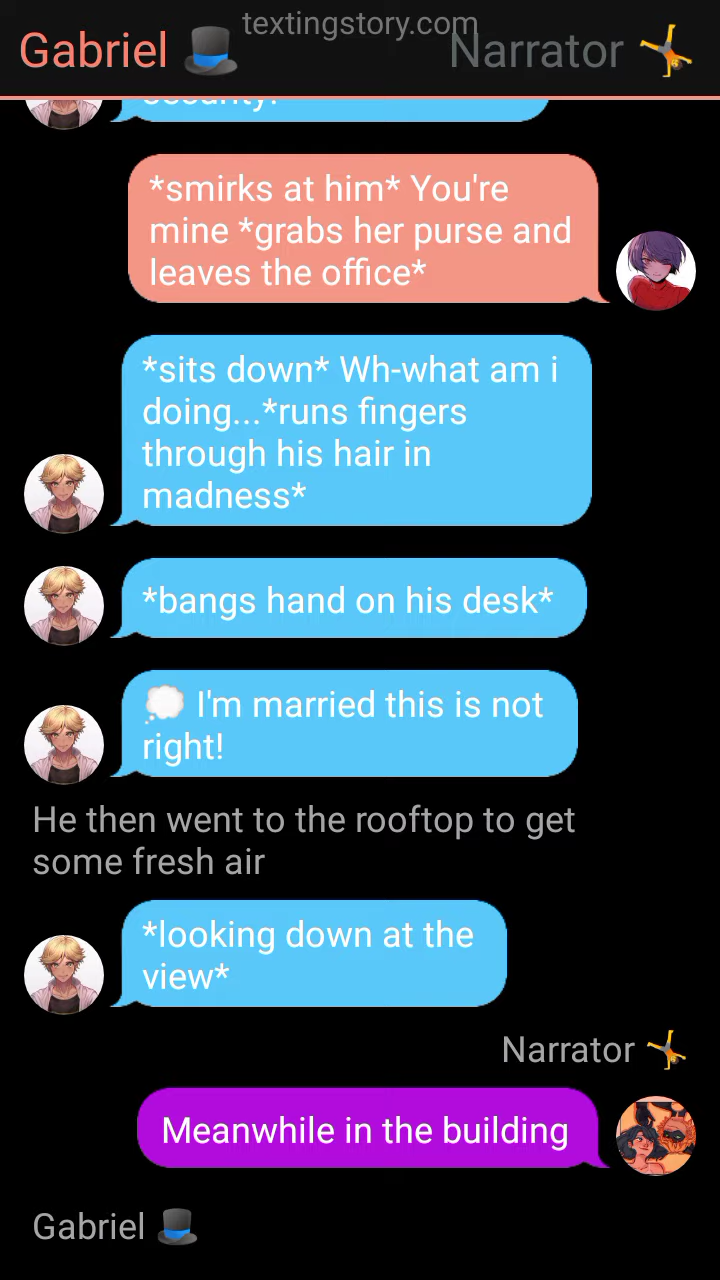 textingstory.com
Gabriel 🎩
Narrator 🤸
security!
*smirks at him* You're
mine *grabs her purse and
leaves the office*
*sits down* Wh-what am i
doing...*runs fingers
through his hair in
madness*
*bangs hand on his desk*
💭 I'm married this is not
right!
He then went to the rooftop to get
some fresh air
*looking down at the
view*
Narrator 🤸
Meanwhile in the building
Gabriel 🎩